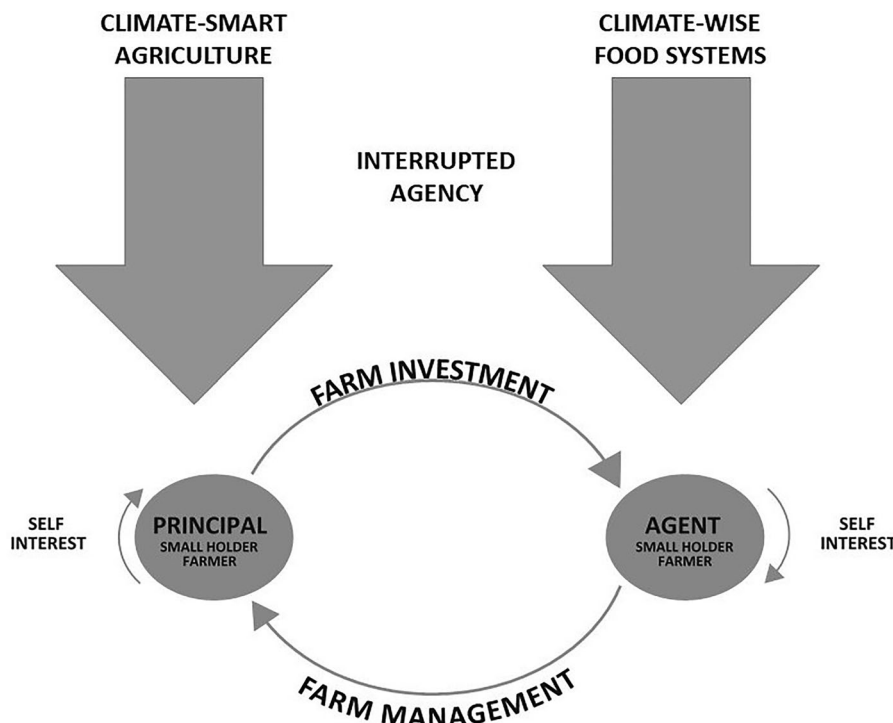 CLIMATE-SMART
AGRICULTURE
CLIMATE-WISE
FOOD SYSTEMS
INTERRUPTED
AGENCY
FARM INVESTMENT
SELF
INTEREST
PRINCIPAL
SMALL HOLDER
FARMER
AGENT
SMALL HOLDER
FARMER
SELF
INTEREST
FARM MANAGEMENT